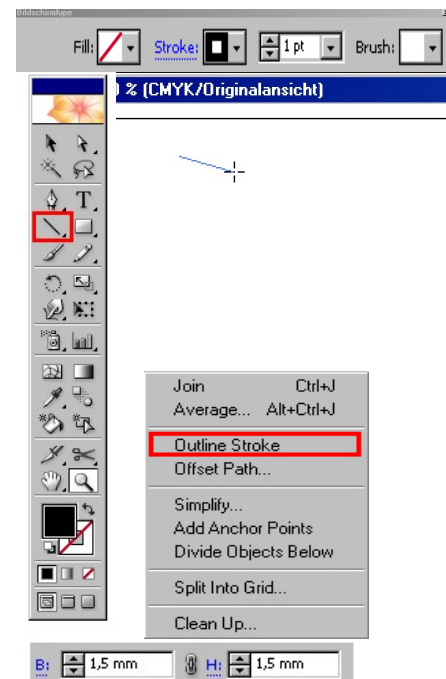 Bildschirmlupe
Fill: Stroke: 1 pt Brush:
) % (CMYK/Originalansicht)
T
Join Ctrl+J
Average... Alt+Ctrl+J
Outline Stroke
Offset Path...
Simplify...
Add Anchor Points
Divide Objects Below
Split Into Grid...
Clean Up...
B: 1,5 mm H: 1,5 mm